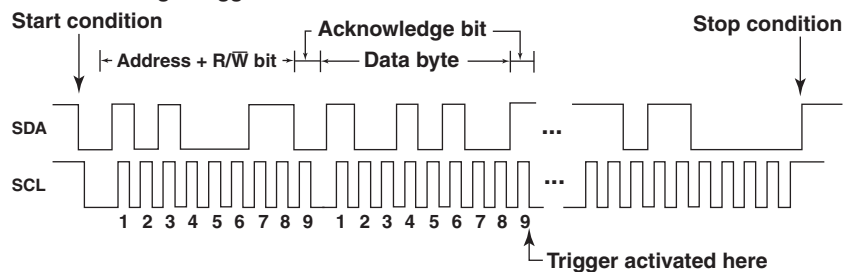 Start condition
Acknowledge bit
Stop condition
Address + R/W̅ bit
Data byte
SDA
...
...
SCL
...
...
1 2 3 4 5 6 7 8 9 1 2 3 4 5 6 7 8 9
Trigger activated here